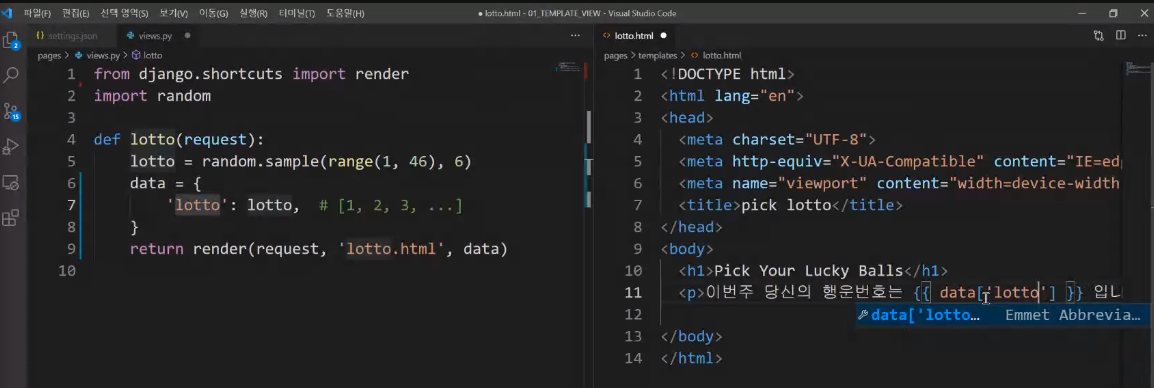 파일(F) 편집(E) 선택 영역(S) 보기(V) 이동(G) 실행(R) 터미널(T) 도움말(H)
● lotto.html - 01_TEMPLATE_VIEW - Visual Studio Code
{} settings.json
views.py ●
pages > views.py > lotto
1 from django.shortcuts import render
2 import random
3
4 def lotto(request):
5 lotto = random.sample(range(1, 46), 6)
6 data = {
7 'lotto': lotto,  # [1, 2, 3, ...]
8 }
9 return render(request, 'lotto.html', data)
10
<> lotto.html ●
pages > templates > <> lotto.html
1 <!DOCTYPE html>
2 <html lang="en">
3 <head>
4 <meta charset="UTF-8">
5 <meta http-equiv="X-UA-Compatible" content="IE=ed
6 <meta name="viewport" content="width=device-width
7 <title>pick lotto</title>
8 </head>
9 <body>
10 <h1>Pick Your Lucky Balls</h1>
11 <p>이번주 당신의 행운번호는 {{ data['lotto'] }} 입니
12
data['lotto… Emmet Abbrevia…
13 </body>
14 </html>
2
15